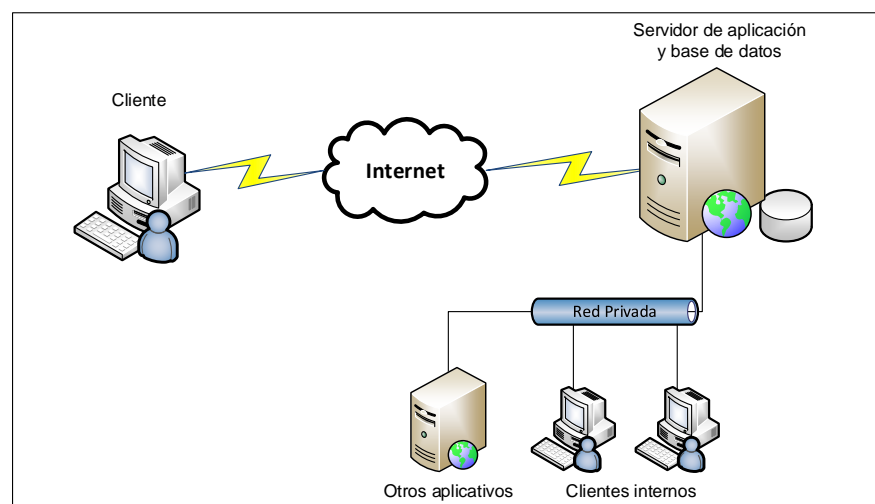 Servidor de aplicación
y base de datos
Cliente
Internet
Red Privada
Otros aplicativos
Clientes internos